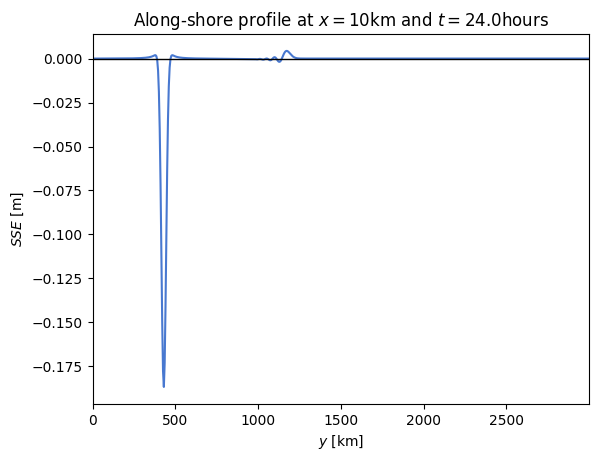 Along-shore profile at x = 10km and t = 24.0hours
0.000
−0.025
−0.050
−0.075
−0.100
−0.125
−0.150
−0.175
SSE [m]
0 500 1000 1500 2000 2500
y [km]